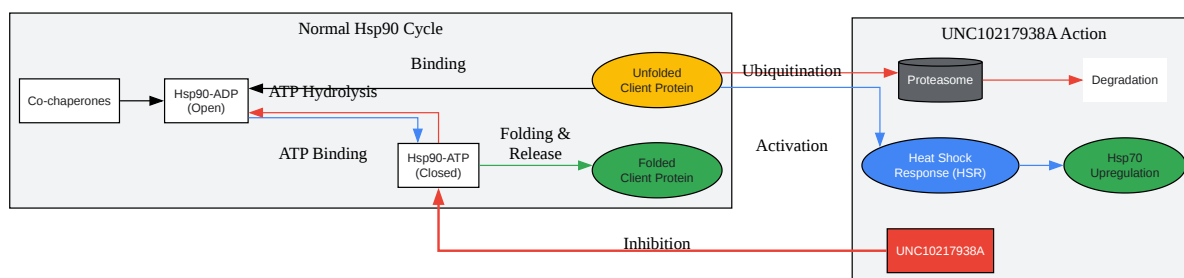 Normal Hsp90 Cycle
UNC10217938A Action
Co-chaperones
Hsp90-ADP
(Open)
Binding
ATP Hydrolysis
ATP Binding
Hsp90-ATP
(Closed)
Folding &
Release
Unfolded
Client Protein
Folded
Client Protein
Ubiquitination
Activation
Inhibition
Proteasome
Degradation
Heat Shock
Response (HSR)
Hsp70
Upregulation
UNC10217938A